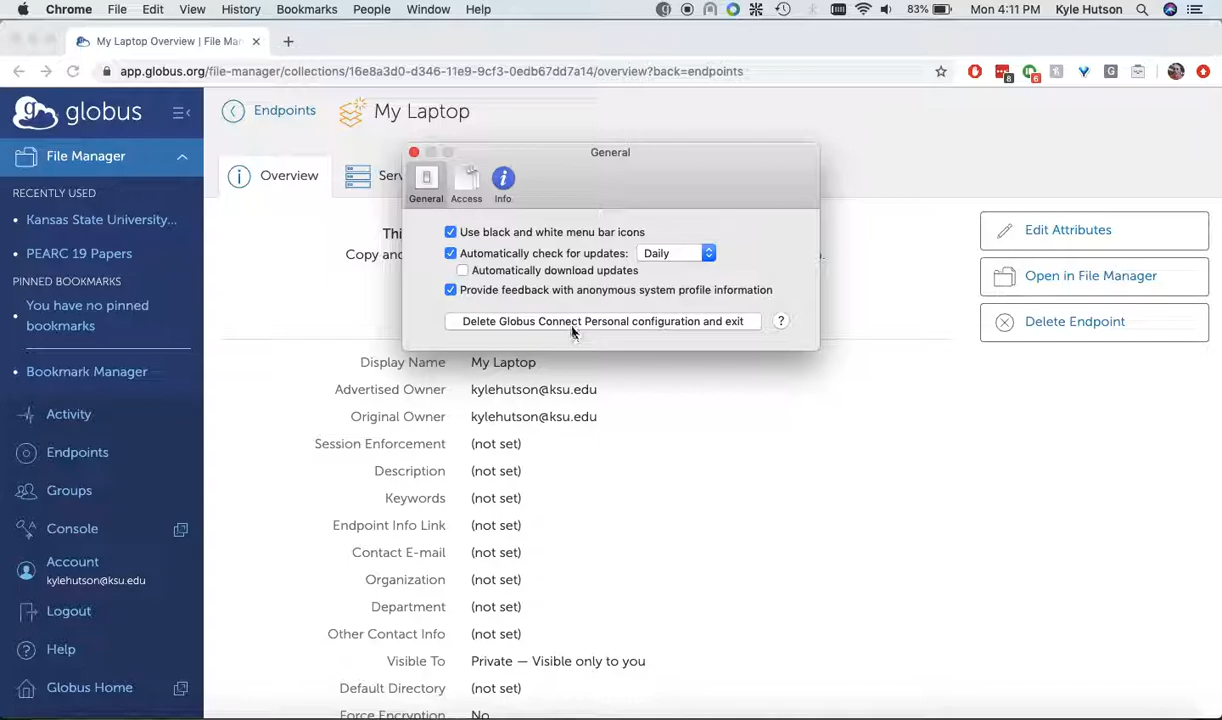 Chrome File Edit View History Bookmarks People Window Help 83% Mon 4:11 PM Kyle Hutson
My Laptop Overview | File Man
app.globus.org/file-manager/collections/16e8a3d0-d346-11e9-9cf3-0edb67dd7a14/overview?back=endpoints
8
6
G
globus
Endpoints
My Laptop
File Manager
Overview
Serv
General
General
Access
Info
RECENTLY USED
Kansas State University...
PEARC 19 Papers
PINNED BOOKMARKS
You have no pinned
bookmarks
Bookmark Manager
Activity
Endpoints
Groups
Console
Account
kylehutson@ksu.edu
Logout
Help
Globus Home
Thi
Copy and
Use black and white menu bar icons
Automatically check for updates: Daily
Automatically download updates
Provide feedback with anonymous system profile information
Delete Globus Connect Personal configuration and exit ?
Edit Attributes
Open in File Manager
Delete Endpoint
Display Name My Laptop
Advertised Owner kylehutson@ksu.edu
Original Owner kylehutson@ksu.edu
Session Enforcement (not set)
Description (not set)
Keywords (not set)
Endpoint Info Link (not set)
Contact E-mail (not set)
Organization (not set)
Department (not set)
Other Contact Info (not set)
Visible To Private — Visible only to you
Default Directory (not set)
Force Encryption No